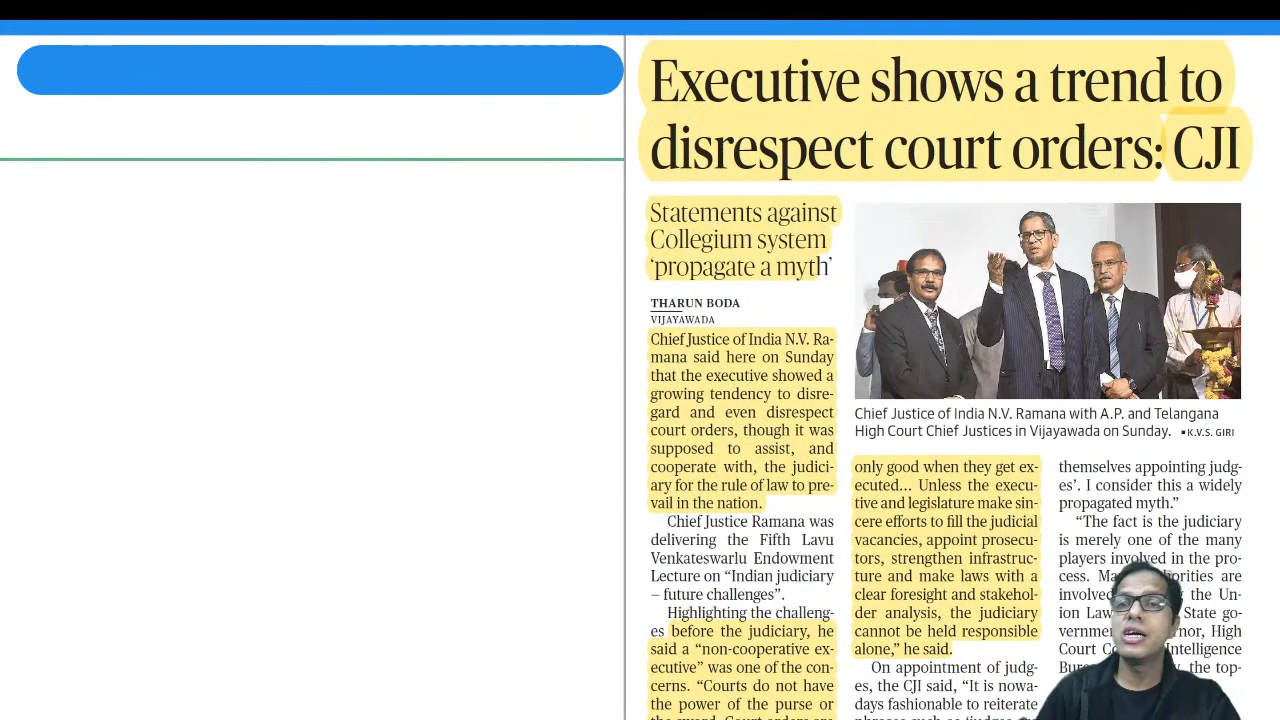 Executive shows a trend to
disrespect court orders: CJI
Statements against
Collegium system
‘propagate a myth’
THARUN BODA
VIJAYAWADA
Chief Justice of India N.V. Ra-
mana said here on Sunday
that the executive showed a
growing tendency to disre-
gard and even disrespect
court orders, though it was
supposed to assist, and
cooperate with, the judici-
ary for the rule of law to pre-
vail in the nation.
Chief Justice Ramana was
delivering the Fifth Lavu
Venkateswarlu Endowment
Lecture on “Indian judiciary
– future challenges”.
Highlighting the challeng-
es before the judiciary, he
said a “non-cooperative ex-
ecutive” was one of the con-
cerns. “Courts do not have
the power of the purse or
Chief Justice of India N.V. Ramana with A.P. and Telangana
High Court Chief Justices in Vijayawada on Sunday. ▪K.V.S. GIRI
only good when they get ex-
ecuted... Unless the execu-
tive and legislature make sin-
cere efforts to fill the judicial
vacancies, appoint prosecu-
tors, strengthen infrastruc-
ture and make laws with a
clear foresight and stakehol-
der analysis, the judiciary
cannot be held responsible
alone,” he said.
On appointment of judg-
es, the CJI said, “It is nowa-
days fashionable to reiterate
themselves appointing judg-
es’. I consider this a widely
propagated myth.”
“The fact is the judiciary
is merely one of the many
players involved in the pro-
cess. are
involved the Un-
ion Law State go-
High
Court Intelligence
the top-